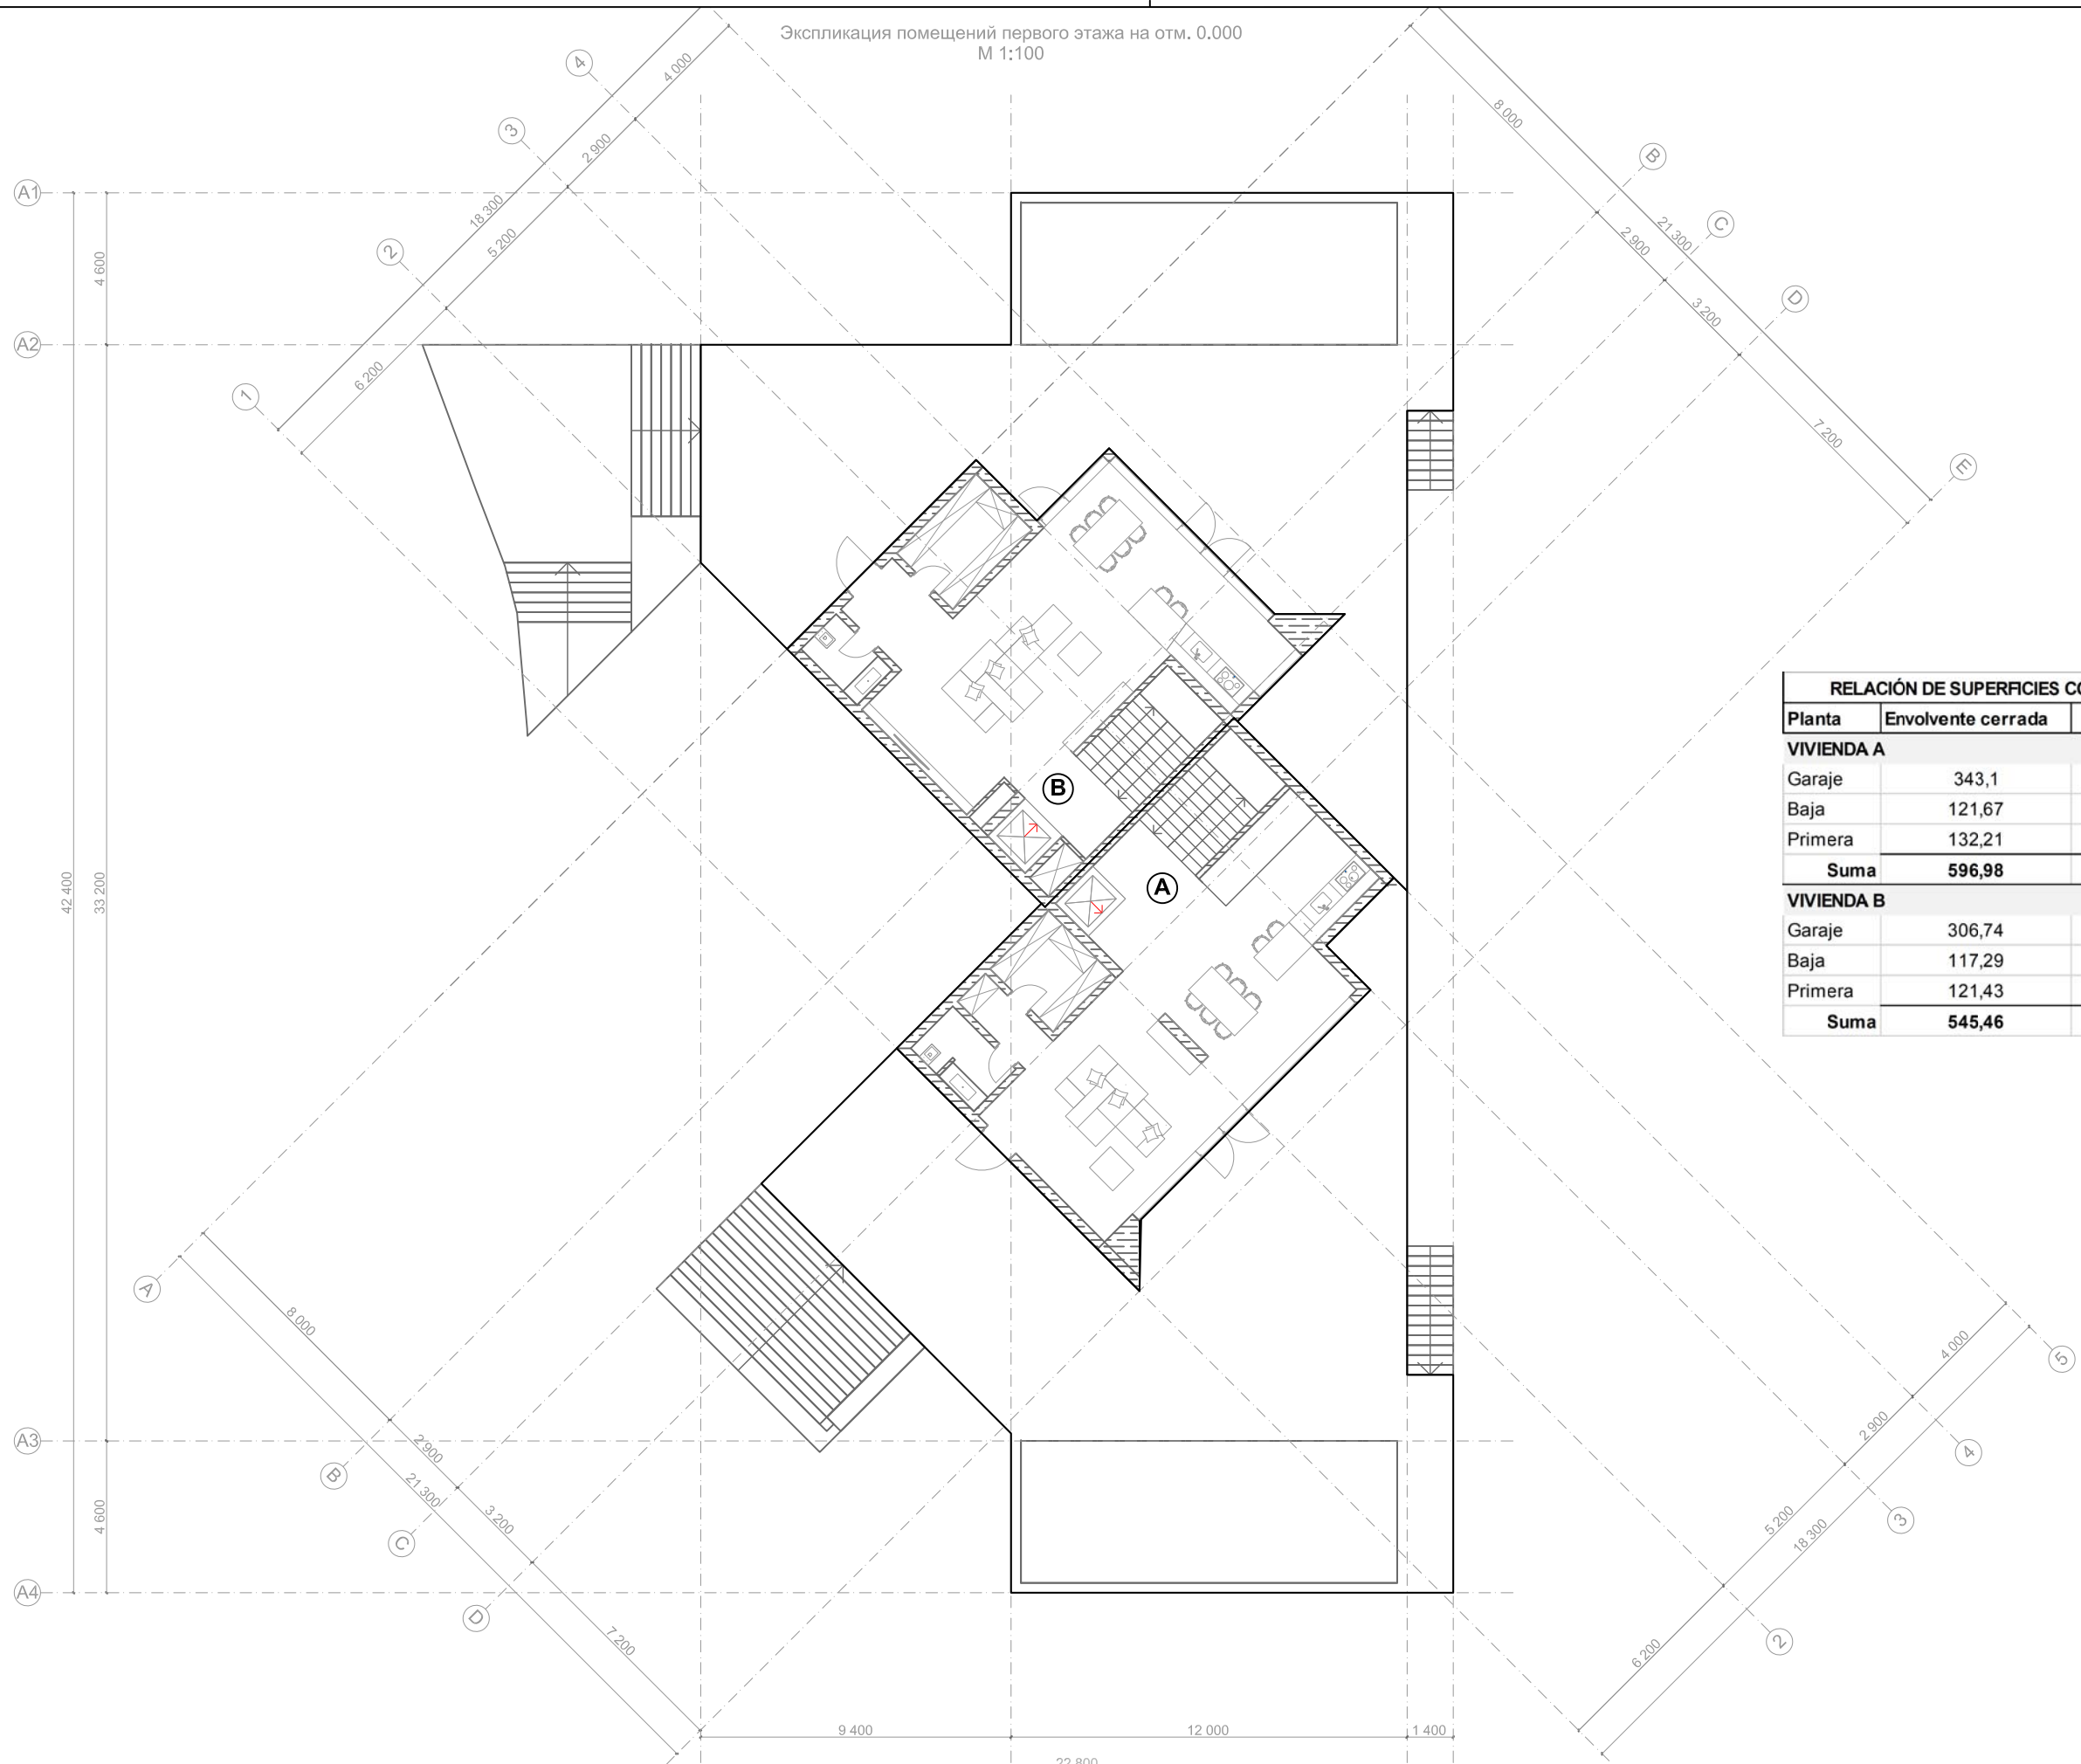 Экспликация помещений первого этажа на отм. 0.000
М 1:100
4
4 000
8 000
3
2 900
B
A1
18 300
C
21 300
2
5 200
2 900
4 600
D
3 200
A2
6 200
1
7 200
E
RELACIÓN DE SUPERFICIES CO
Planta Envolvente cerrada
VIVIENDA A
Garaje 343,1
Baja 121,67
Primera 132,21
Suma 596,98
VIVIENDA B
Garaje 306,74
Baja 117,29
Primera 121,43
Suma 545,46
B
A
42 400
33 200
A
8 000
4 000
5
A3
2 900
2 900
4
B
21 300
4 600
3 200
5 200
18 300
3
C
A4
D
7 200
6 200
2
9 400
12 000
1 400
22 800